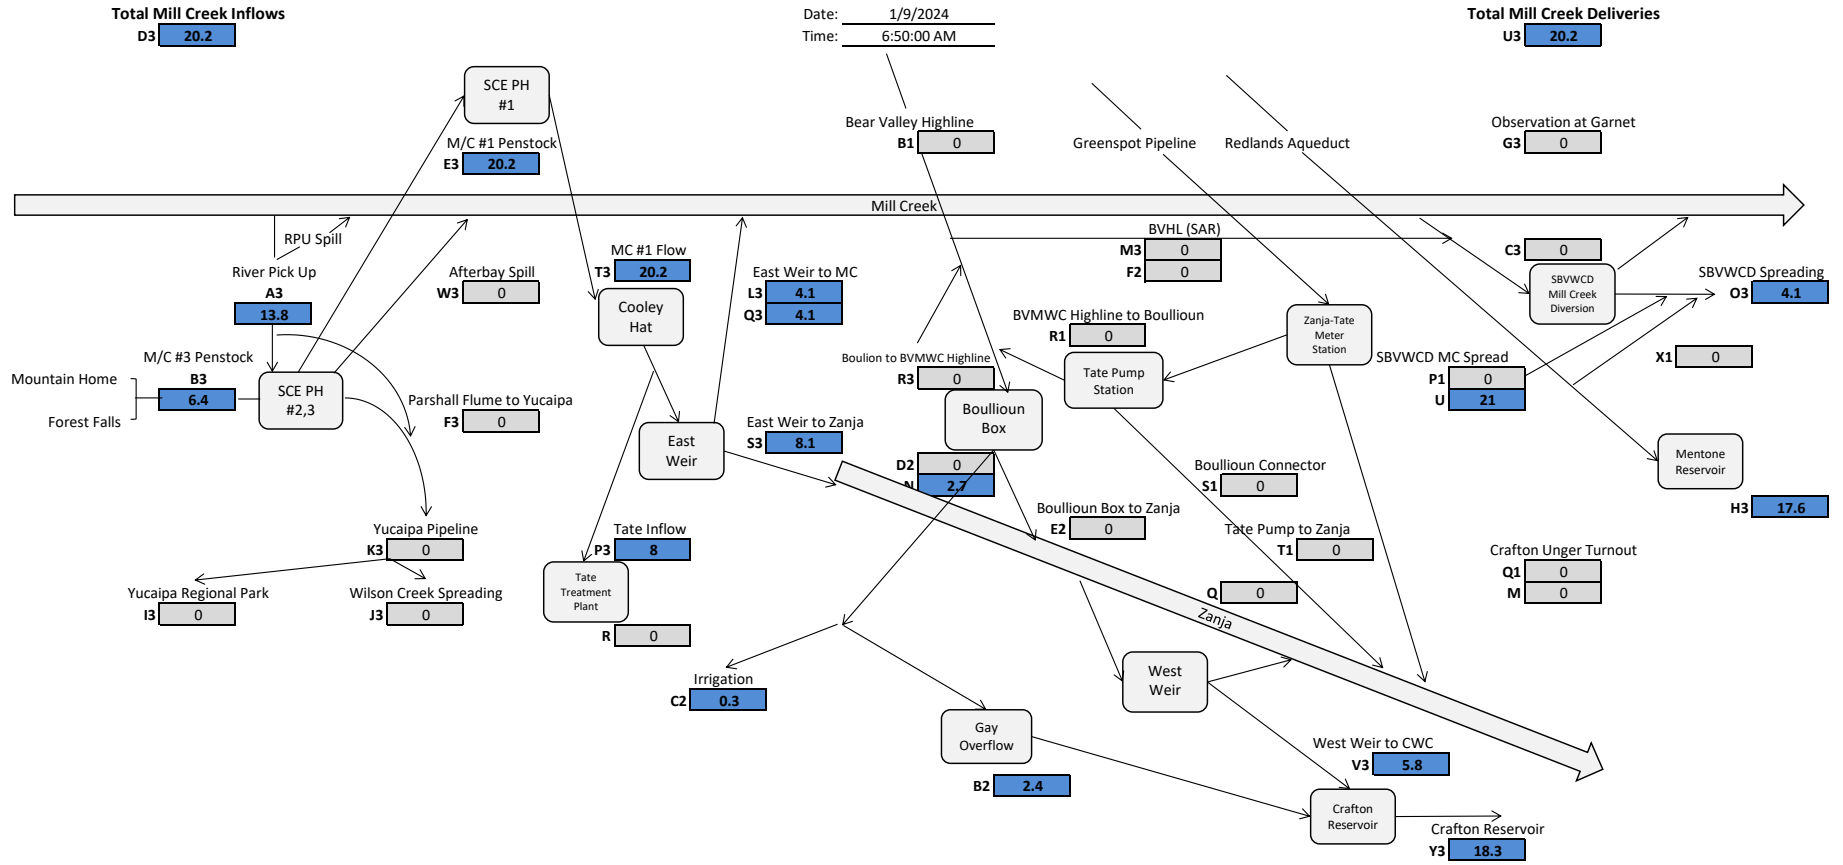 Total Mill Creek Inflows
D3 20.2
Date: 1/9/2024
Time: 6:50:00 AM
Total Mill Creek Deliveries
U3 20.2
SCE PH
#1
M/C #1 Penstock
E3 20.2
Bear Valley Highline
B1 0
Greenspot Pipeline
Redlands Aqueduct
Observation at Garnet
G3 0
Mill Creek
RPU Spill
River Pick Up
A3
13.8
Afterbay Spill
W3 0
MC #1 Flow
T3 20.2
Cooley
Hat
East Weir to MC
L3 4.1
Q3 4.1
BVHL (SAR)
M3 0
F2 0
C3 0
SBVWCD
Mill Creek
Diversion
SBVWCD Spreading
O3 4.1
BVMWC Highline to Boullioun
R1 0
Zanja-Tate
Meter
Station
M/C #3 Penstock
B3
6.4
Mountain Home
Forest Falls
SCE PH
#2,3
Parshall Flume to Yucaipa
F3 0
Boulion to BVMWC Highline
R3 0
Tate Pump
Station
SBVWCD MC Spread
P1 0
U 21
X1 0
Boullioun
Box
East
Weir
East Weir to Zanja
S3 8.1
D2 0
N 2.7
Boullioun Connector
S1 0
Mentone
Reservoir
H3 17.6
Boullioun Box to Zanja
E2 0
Tate Pump to Zanja
T1 0
Yucaipa Pipeline
K3 0
Tate Inflow
P3 8
Tate
Treatment
Plant
R 0
Crafton Unger Turnout
Q1 0
M 0
Yucaipa Regional Park
I3 0
Wilson Creek Spreading
J3 0
Q 0
Zanja
Irrigation
C2 0.3
West
Weir
Gay
Overflow
B2 2.4
West Weir to CWC
V3 5.8
Crafton
Reservoir
Crafton Reservoir
Y3 18.3